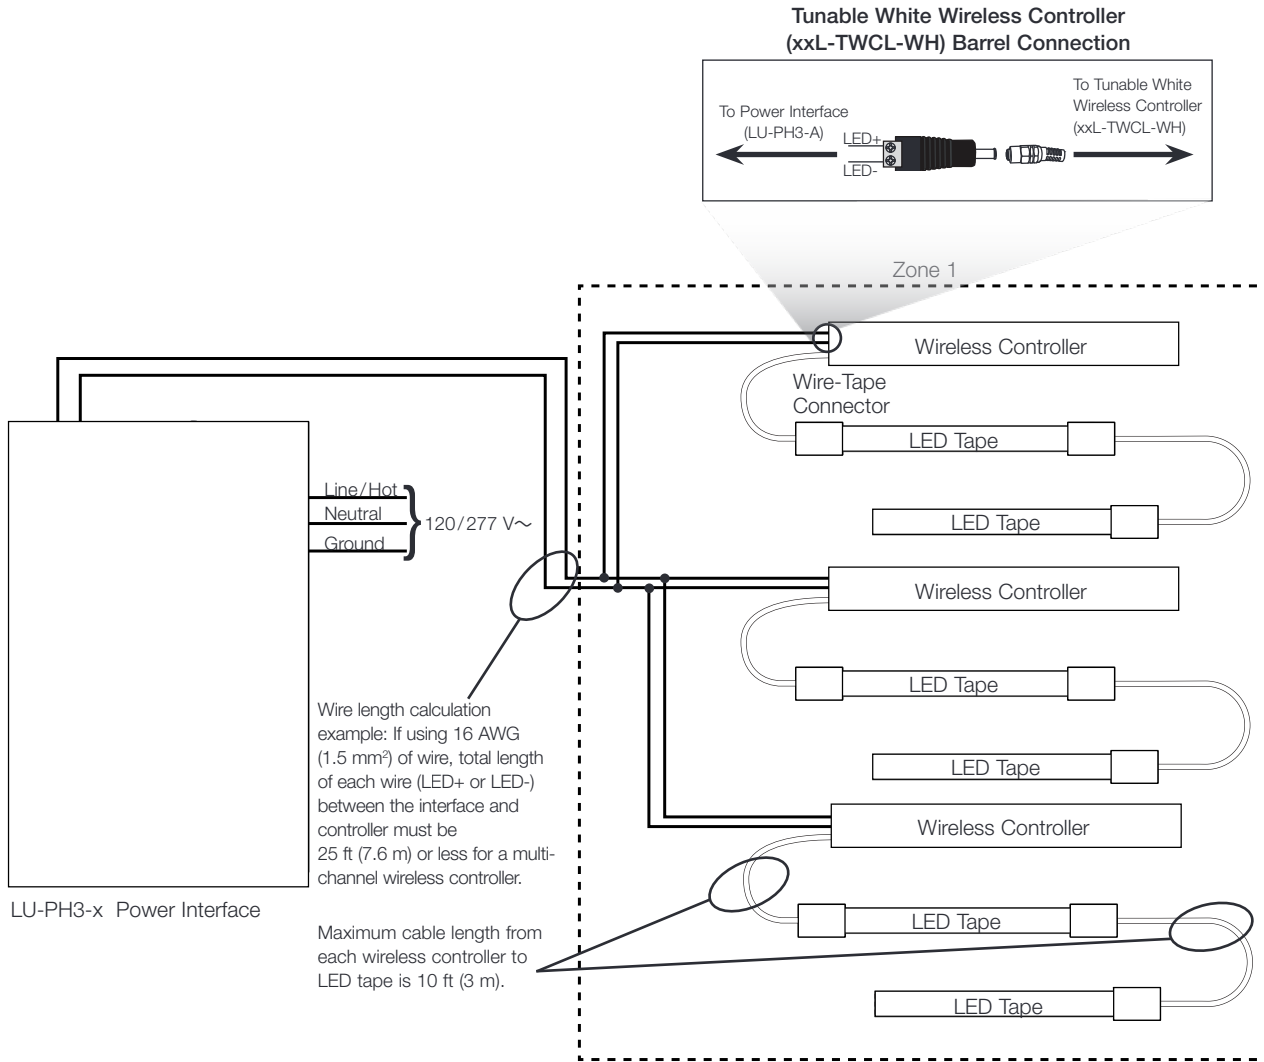 Tunable White Wireless Controller
(xxL-TWCL-WH) Barrel Connection
To Power Interface
(LU-PH3-A)
LED+
LED-
To Tunable White
Wireless Controller
(xxL-TWCL-WH)
Zone 1
Wireless Controller
Wire-Tape
Connector
LED Tape
LED Tape
Line/Hot
Neutral
Ground
120/277 V~
Wireless Controller
LED Tape
LED Tape
Wire length calculation
example: If using 16 AWG
(1.5 mm²) of wire, total length
of each wire (LED+ or LED-)
between the interface and
controller must be
25 ft (7.6 m) or less for a multi-
channel wireless controller.
Wireless Controller
LED Tape
LED Tape
LU-PH3-x Power Interface
Maximum cable length from
each wireless controller to
LED tape is 10 ft (3 m).